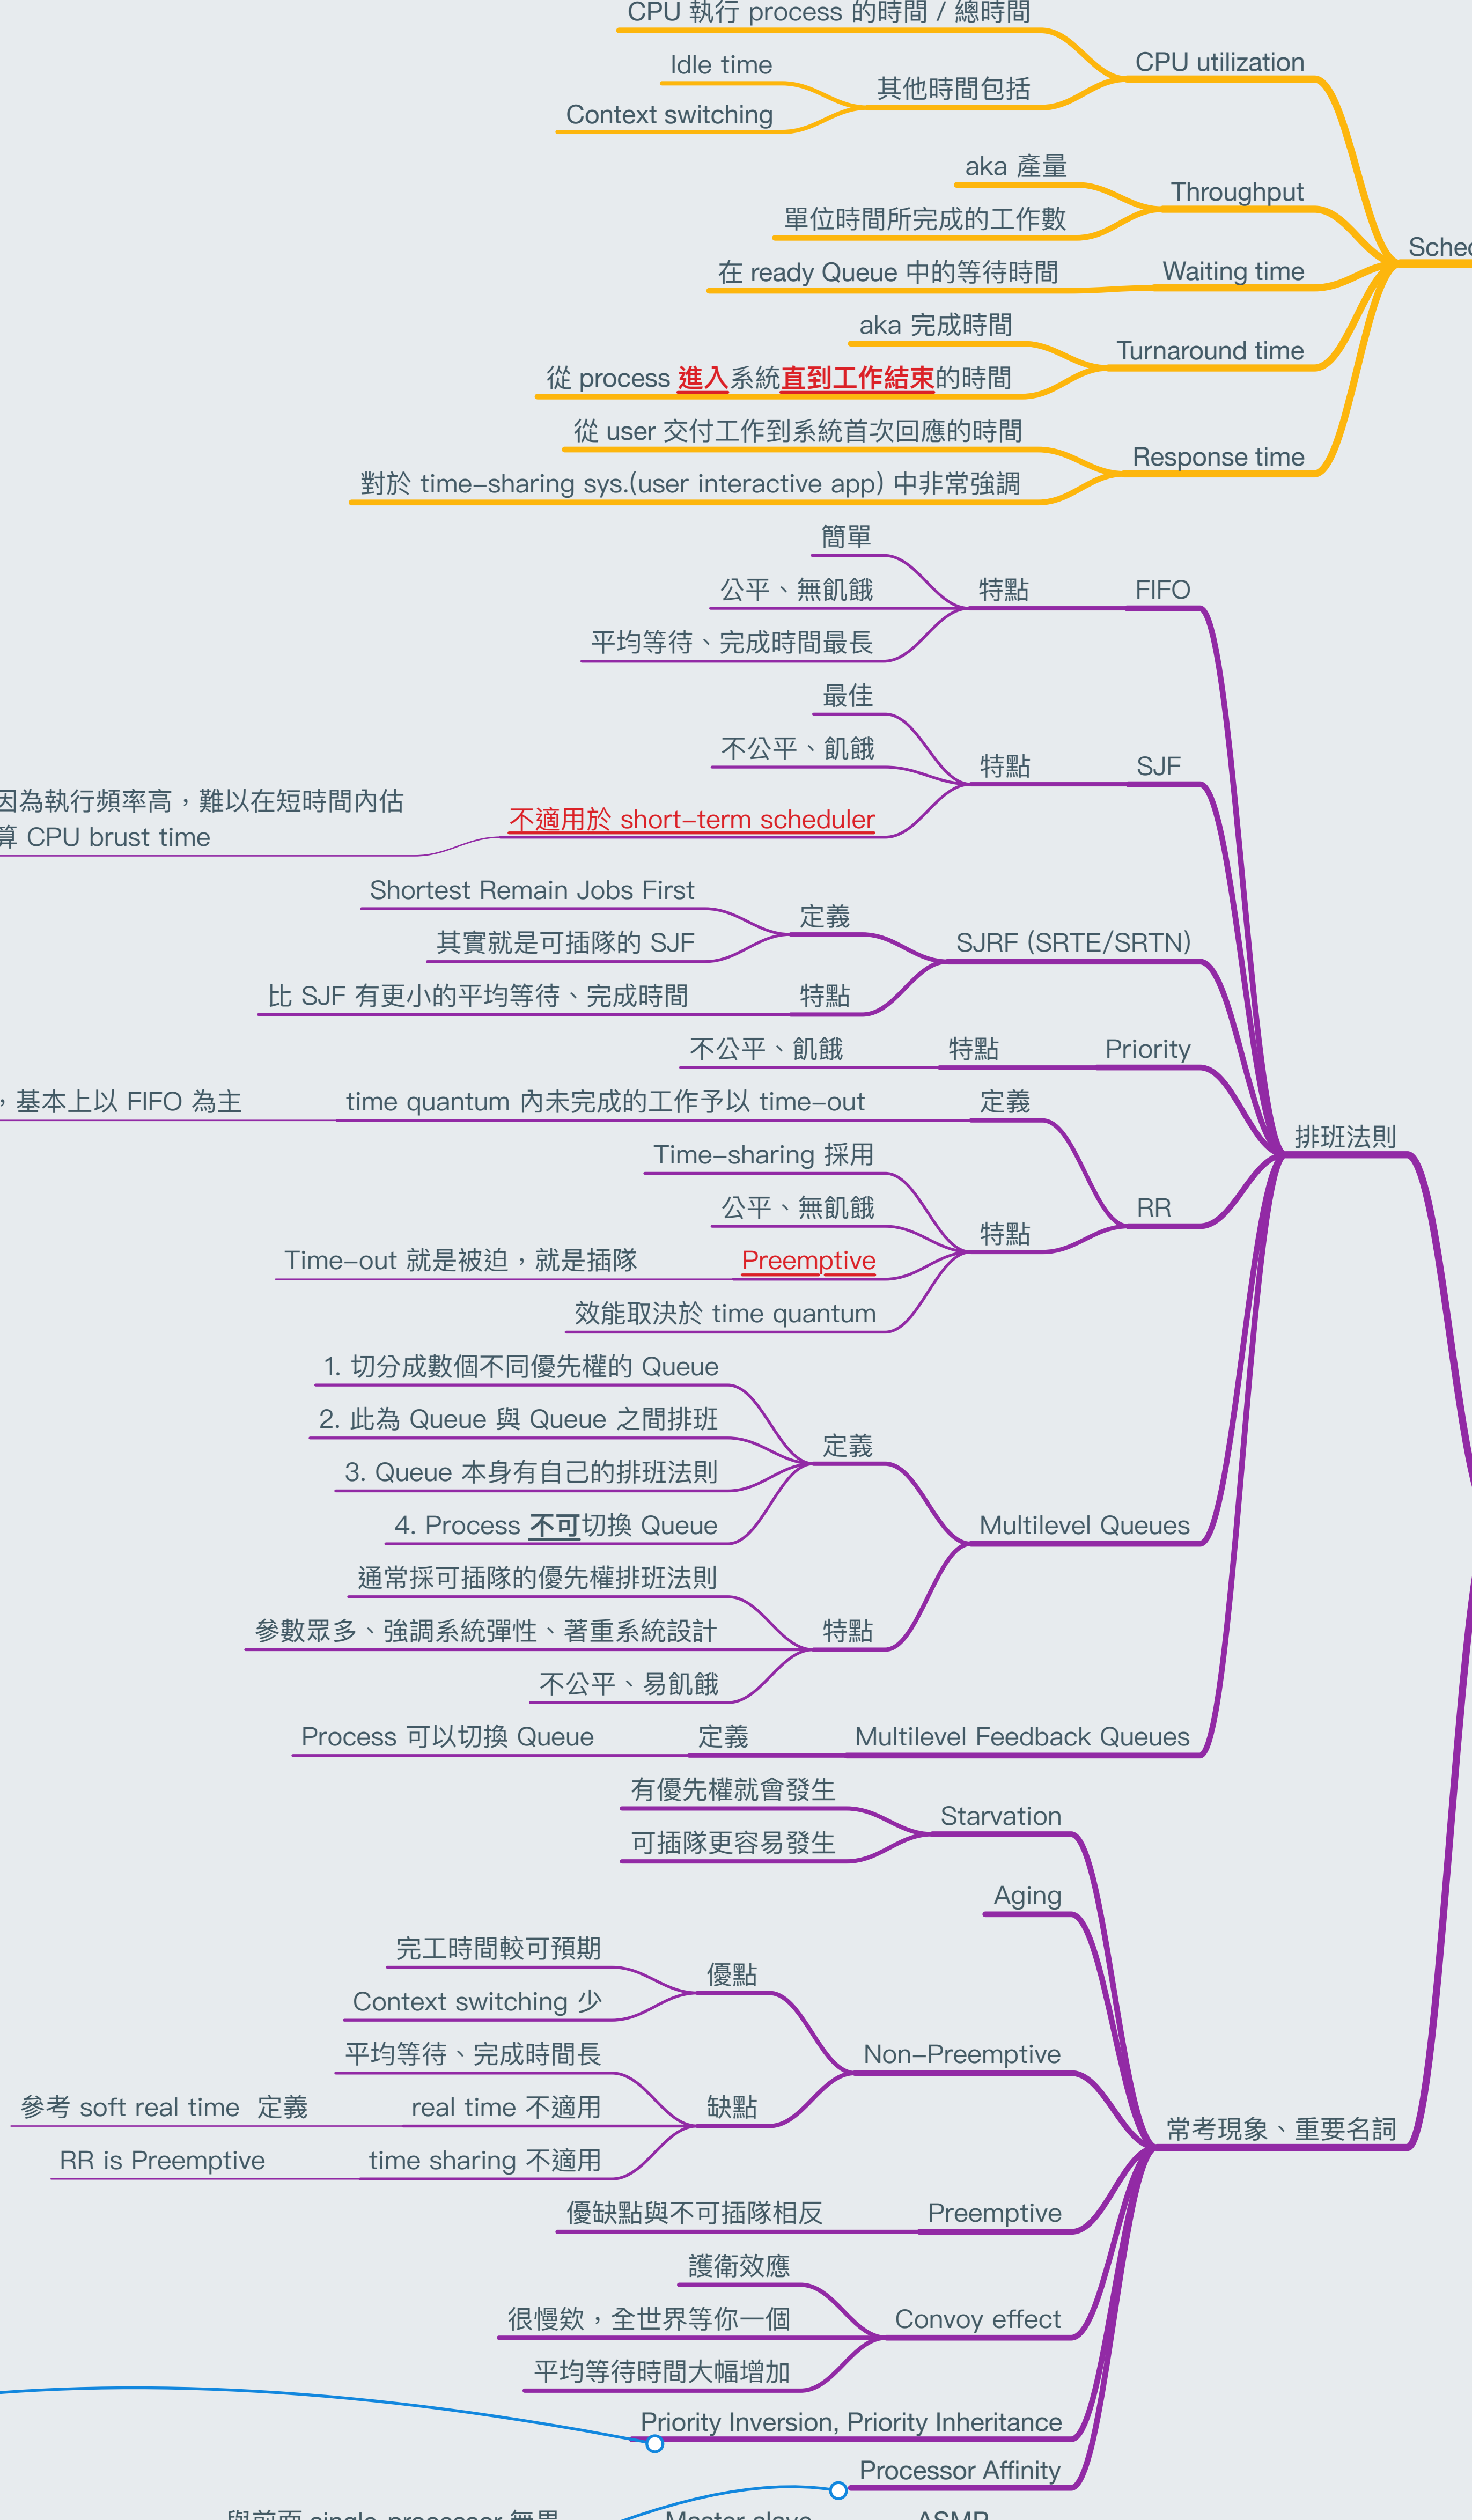 CPU 執行 process 的時間 / 總時間
CPU utilization
Idle time
其他時間包括
Context switching
aka 產量
Throughput
單位時間所完成的工作數
在 ready Queue 中的等待時間
Waiting time
aka 完成時間
Turnaround time
從 process 進入系統直到工作結束的時間
從 user 交付工作到系統首次回應的時間
Response time
對於 time-sharing sys.(user interactive app) 中非常強調
簡單
公平、無飢餓
特點
FIFO
平均等待、完成時間最長
最佳
不公平、飢餓
特點
SJF
因為執行頻率高，難以在短時間內估
算 CPU brust time
不適用於 short-term scheduler
Shortest Remain Jobs First
定義
其實就是可插隊的 SJF
SJRF (SRTE/SRTN)
比 SJF 有更小的平均等待、完成時間
特點
不公平、飢餓
特點
Priority
，基本上以 FIFO 為主
time quantum 內未完成的工作予以 time-out
定義
排班法則
Time-sharing 採用
公平、無飢餓
特點
RR
Time-out 就是被迫，就是插隊
Preemptive
效能取決於 time quantum
1. 切分成數個不同優先權的 Queue
2. 此為 Queue 與 Queue 之間排班
定義
3. Queue 本身有自己的排班法則
4. Process 不可切換 Queue
Multilevel Queues
通常採可插隊的優先權排班法則
參數眾多、強調系統彈性、著重系統設計
特點
不公平、易飢餓
Process 可以切換 Queue
定義
Multilevel Feedback Queues
有優先權就會發生
Starvation
可插隊更容易發生
Aging
完工時間較可預期
優點
Context switching 少
Non-Preemptive
平均等待、完成時間長
參考 soft real time 定義
real time 不適用
缺點
常考現象、重要名詞
RR is Preemptive
time sharing 不適用
優缺點與不可插隊相反
Preemptive
護衛效應
很慢欸，全世界等你一個
Convoy effect
平均等待時間大幅增加
Priority Inversion, Priority Inheritance
Processor Affinity